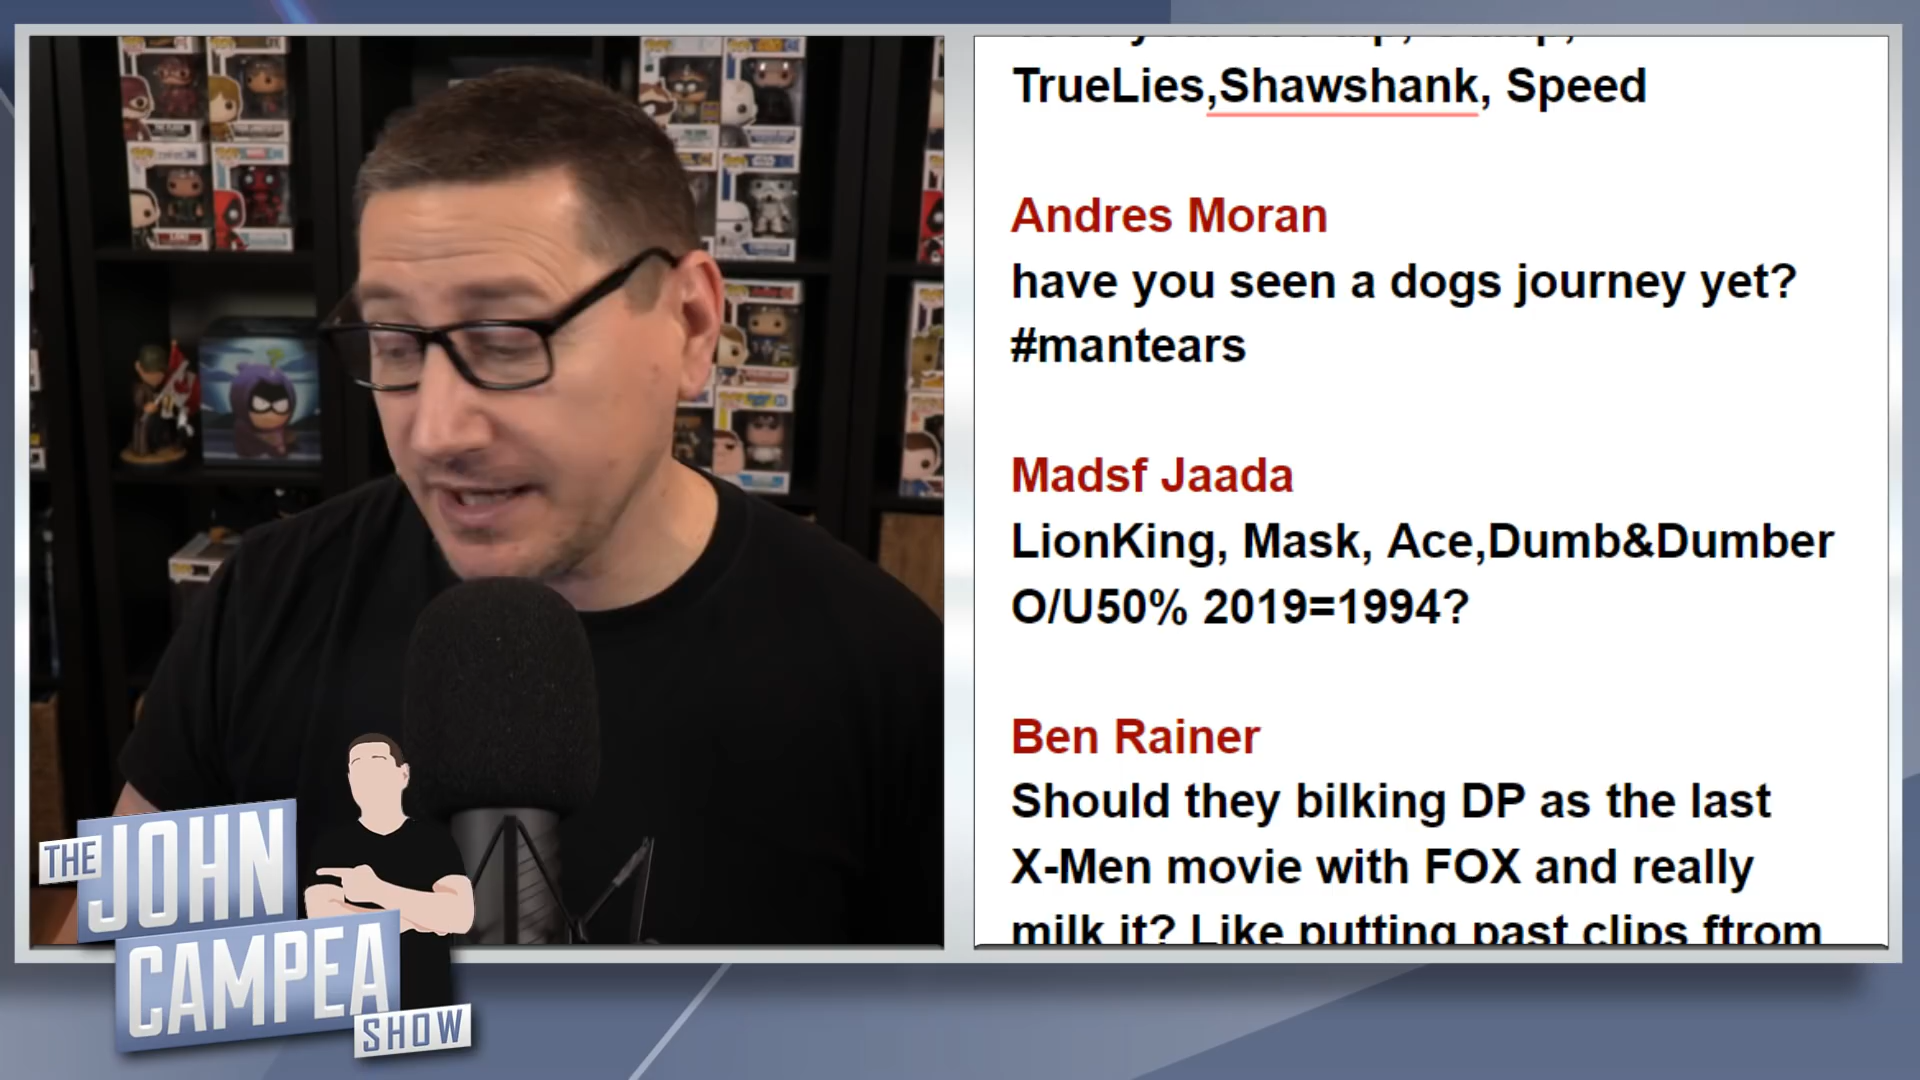 TrueLies,Shawshank, Speed
Andres Moran
have you seen a dogs journey yet?
#mantears
Madsf Jaada
LionKing, Mask, Ace,Dumb&Dumber
O/U50% 2019=1994?
Ben Rainer
Should they bilking DP as the last
X-Men movie with FOX and really
milk it? Like putting past clips ftrom
THE
JOHN
CAMPEA
SHOW